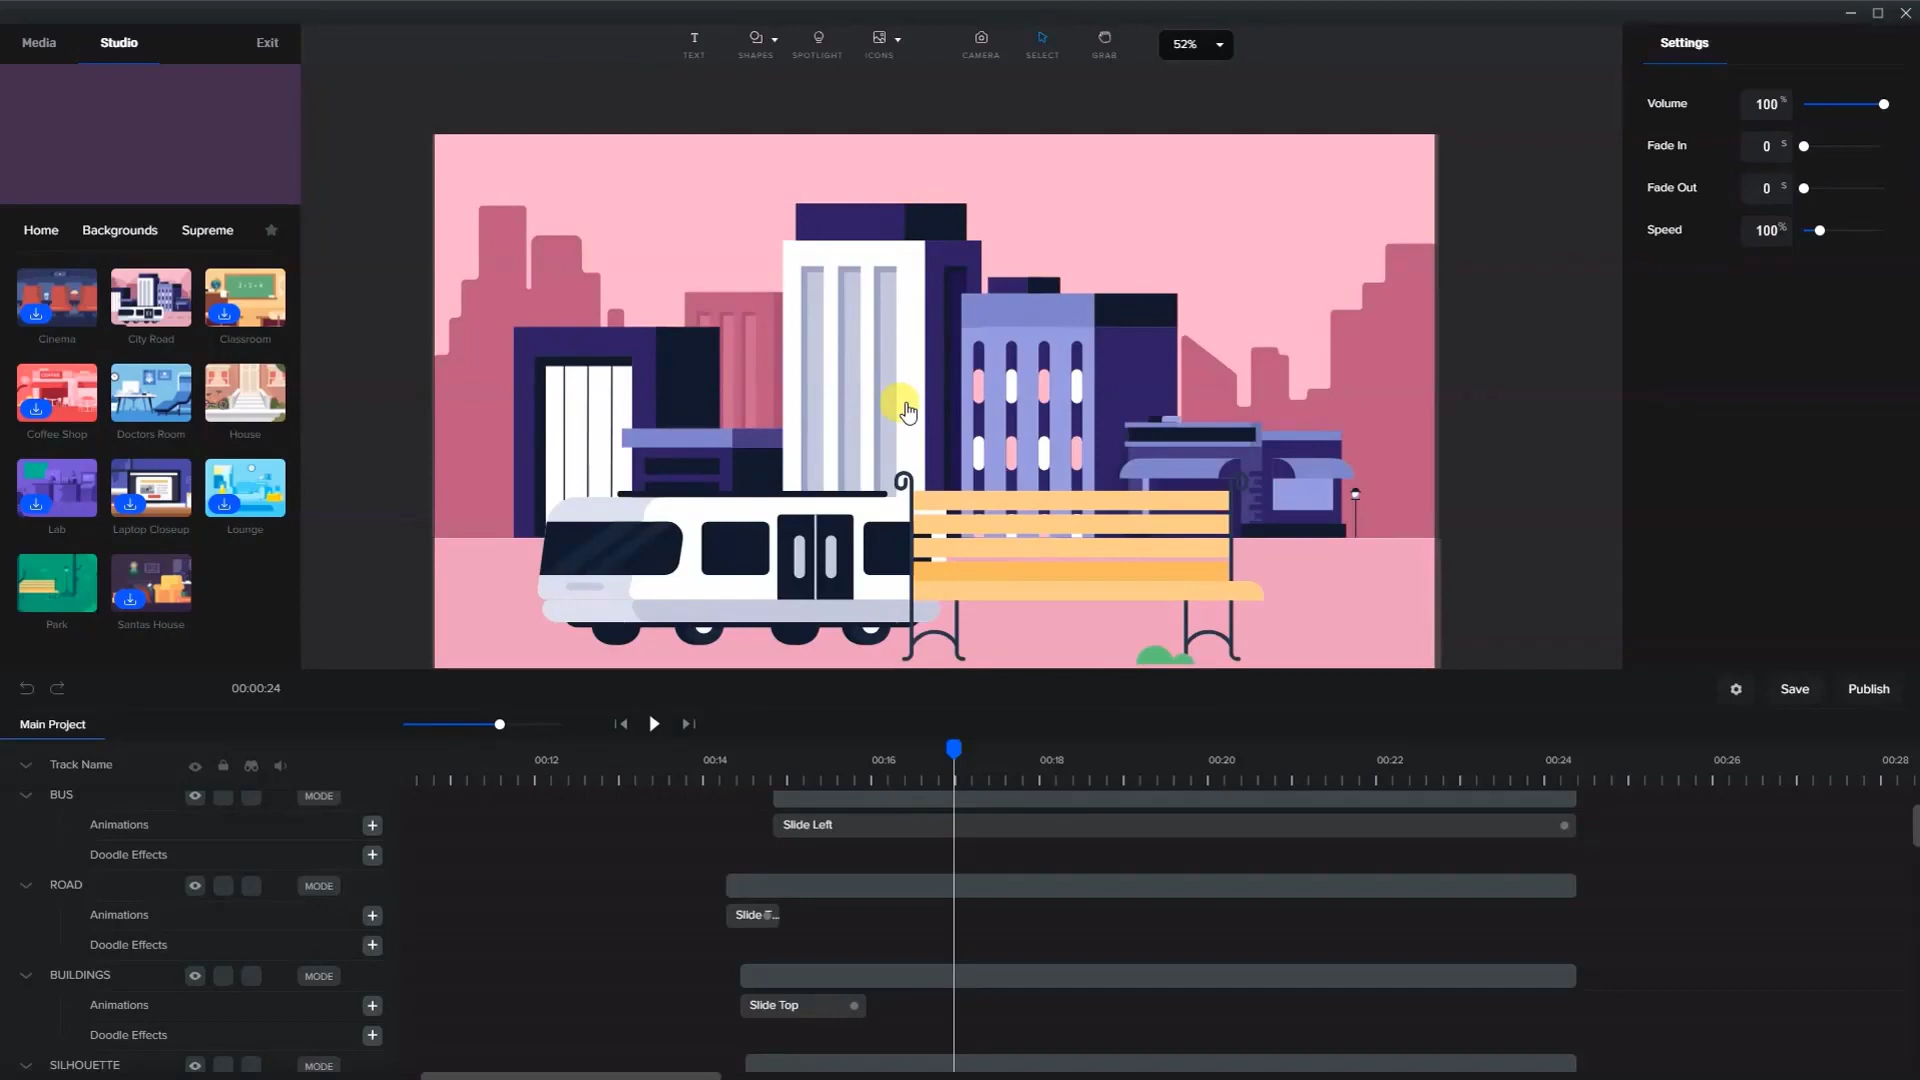 Media Studio Exit
TEXT SHAPES SPOTLIGHT ICONS CAMERA SELECT GRAB 52%
Settings
Volume 100 %
Fade In 0 s
Fade Out 0 s
Speed 100 %
Home Backgrounds Supreme
Cinema City Road Classroom
Coffee Shop Doctors Room House
Lab Laptop Closeup Lounge
Park Santas House
00:00:24
Save Publish
Main Project
Track Name
00:12 00:14 00:16 00:18 00:20 00:22 00:24 00:26 00:28
BUS MODE
Animations + Slide Left
Doodle Effects +
ROAD MODE
Animations + Slide T...
Doodle Effects +
BUILDINGS MODE
Animations + Slide Top
Doodle Effects +
SILHOUETTE MODE